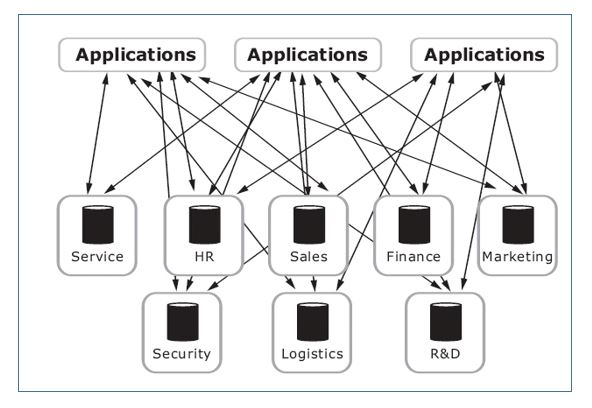 Applications
Applications
Applications
Service
HR
Sales
Finance
Marketing
Security
Logistics
R&D